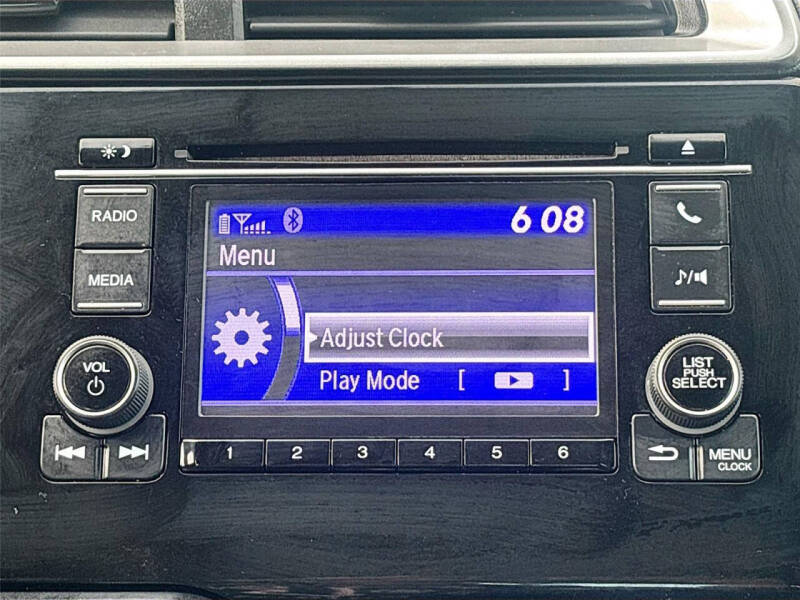 RADIO
MEDIA
VOL
6 08
Menu
Adjust Clock
Play Mode [ ]
LIST
PUSH
SELECT
1 2 3 4 5 6
MENU
CLOCK